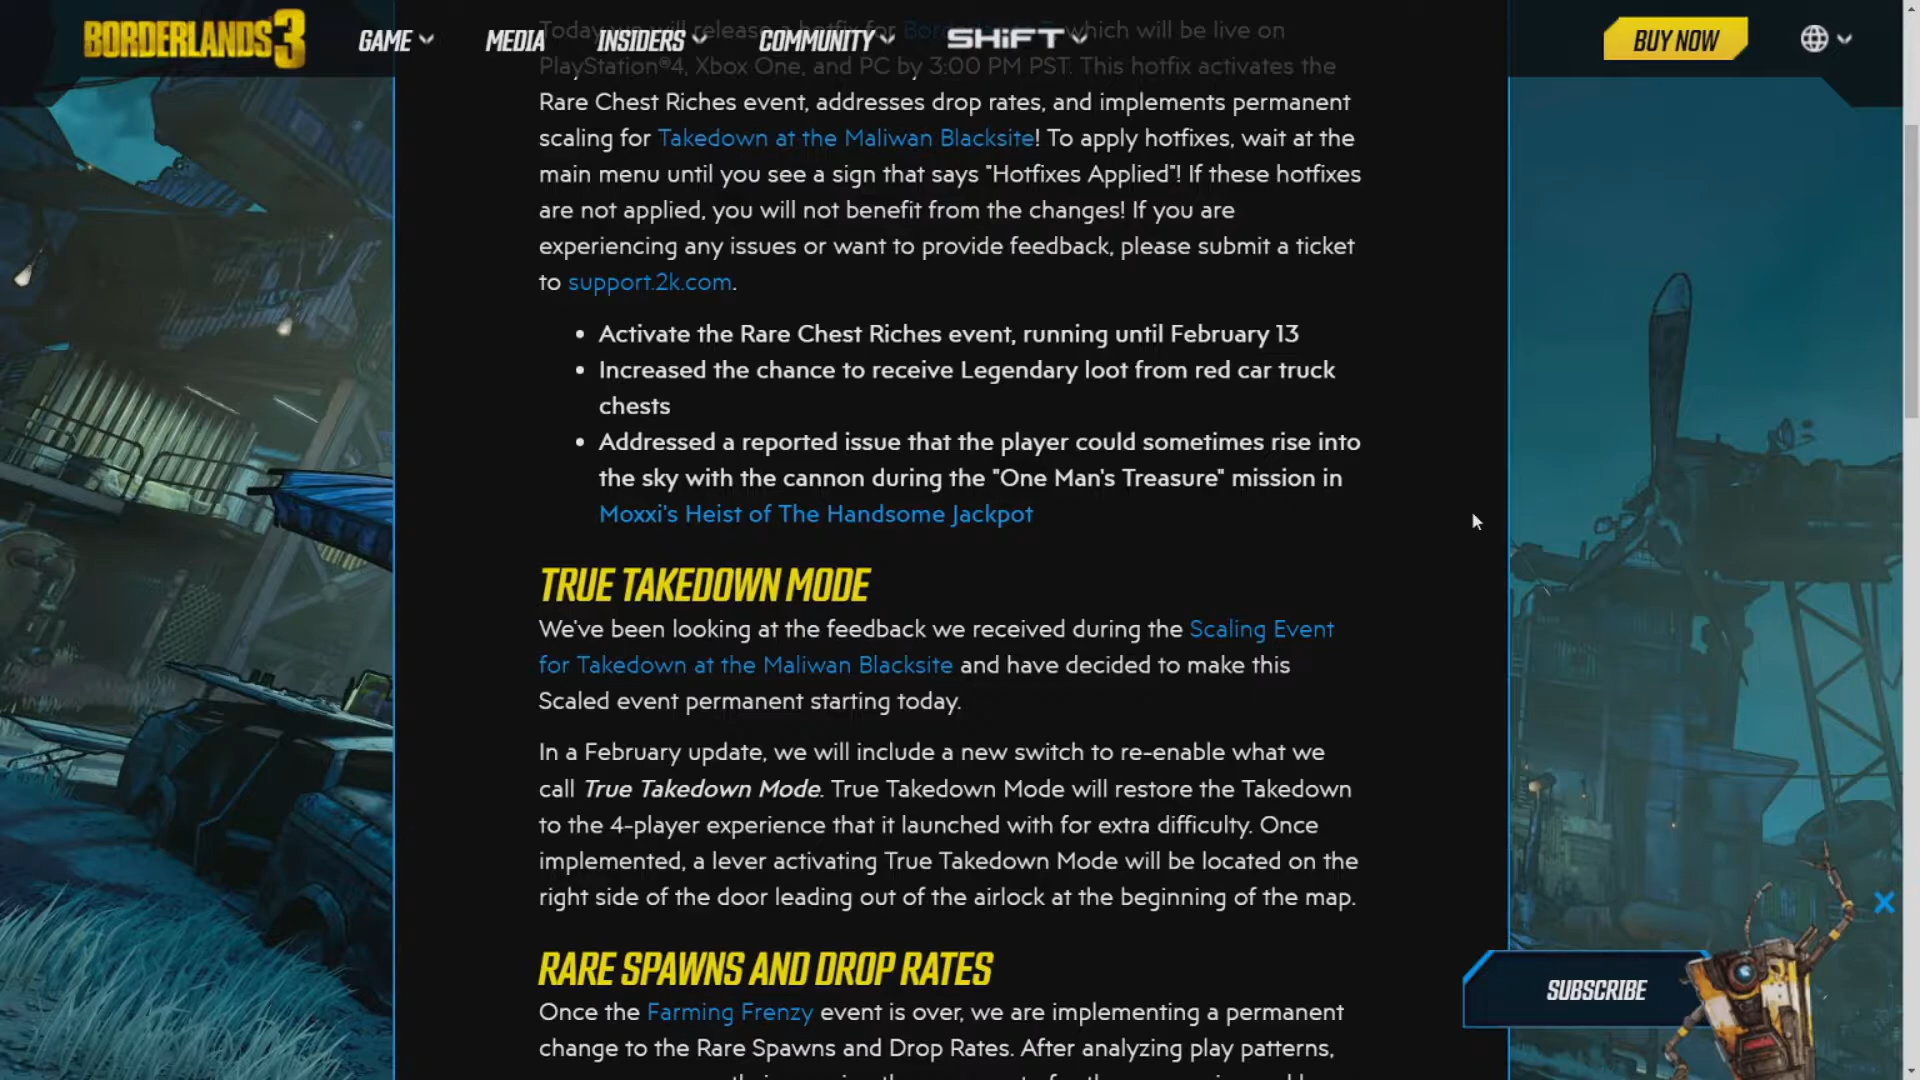 BORDERLANDS 3
GAME MEDIA INSIDERS COMMUNITY SHiFT BUY NOW
Today we will release a hotfix for which will be live on
PlayStation®4, Xbox One, and PC by 3:00 PM PST. This hotfix activates the
Rare Chest Riches event, addresses drop rates, and implements permanent
scaling for Takedown at the Maliwan Blacksite! To apply hotfixes, wait at the
main menu until you see a sign that says "Hotfixes Applied"! If these hotfixes
are not applied, you will not benefit from the changes! If you are
experiencing any issues or want to provide feedback, please submit a ticket
to support.2k.com.
• Activate the Rare Chest Riches event, running until February 13
• Increased the chance to receive Legendary loot from red car truck
chests
• Addressed a reported issue that the player could sometimes rise into
the sky with the cannon during the "One Man's Treasure" mission in
Moxxi's Heist of The Handsome Jackpot
TRUE TAKEDOWN MODE
We've been looking at the feedback we received during the Scaling Event
for Takedown at the Maliwan Blacksite and have decided to make this
Scaled event permanent starting today.
In a February update, we will include a new switch to re-enable what we
call True Takedown Mode. True Takedown Mode will restore the Takedown
to the 4-player experience that it launched with for extra difficulty. Once
implemented, a lever activating True Takedown Mode will be located on the
right side of the door leading out of the airlock at the beginning of the map.
RARE SPAWNS AND DROP RATES
Once the Farming Frenzy event is over, we are implementing a permanent
change to the Rare Spawns and Drop Rates. After analyzing play patterns,
SUBSCRIBE